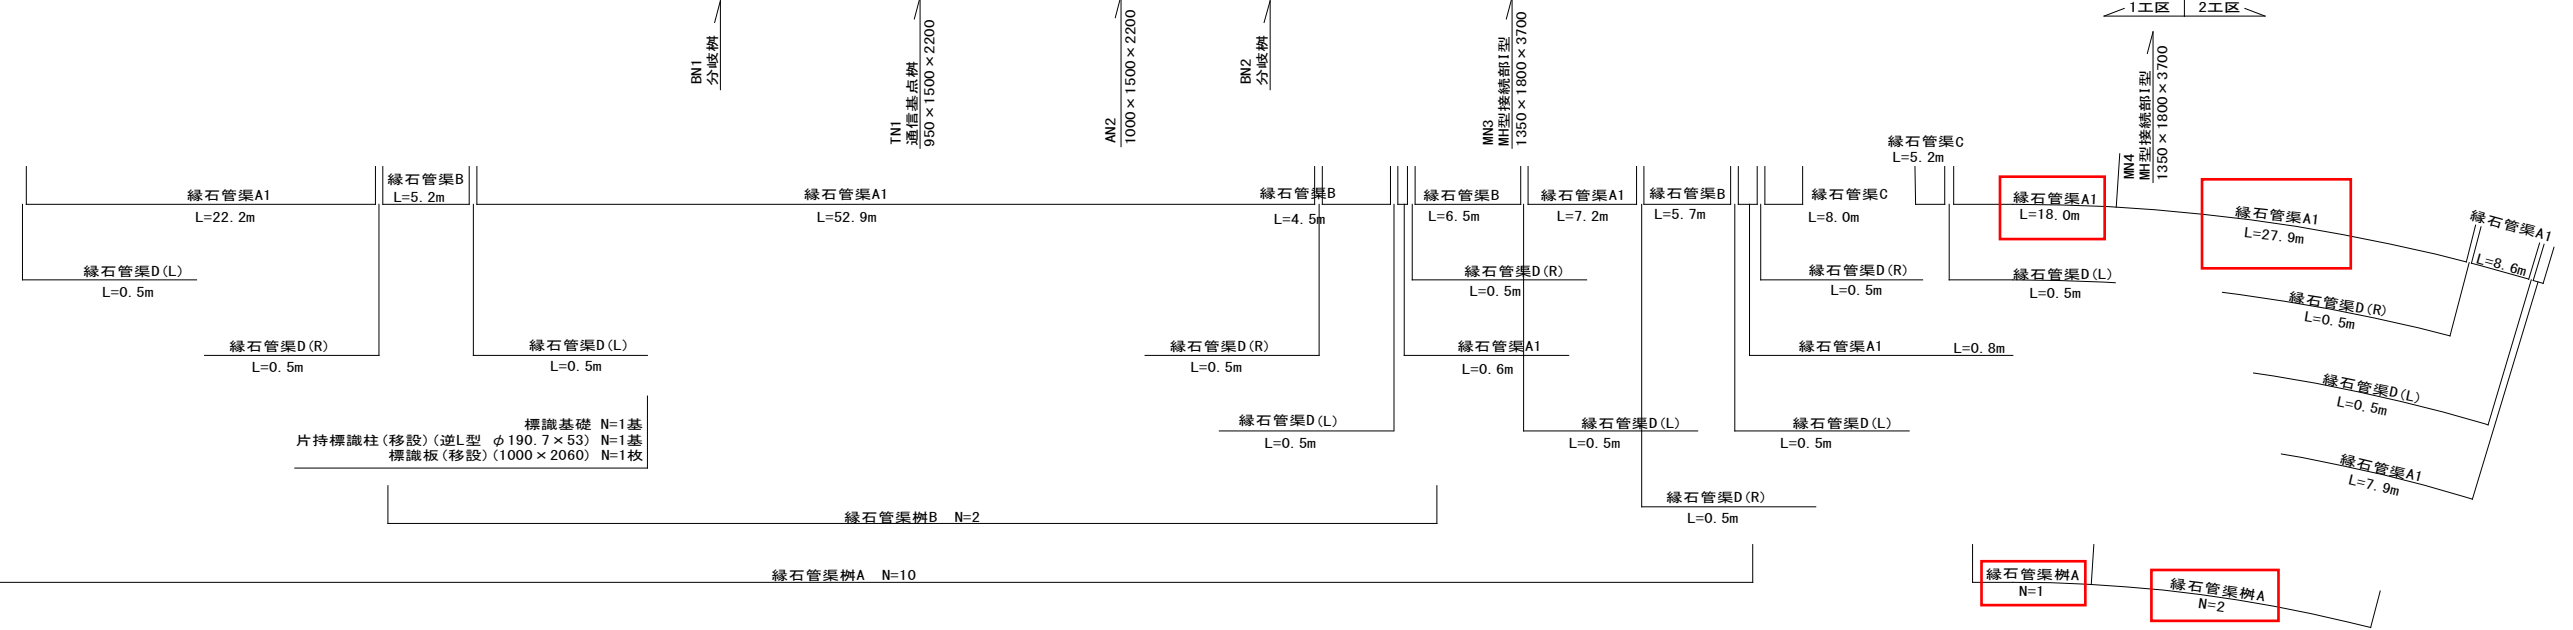 1工区
2工区
BN1
分岐桝
TN1
通信基点桝
950×1500×2200
AN2
1000×1500×2200
BN2
分岐桝
MN3
MH型接続部I型
1350×1800×3700
MN4
MH型接続部I型
1350×1800×3700
縁石管渠A1
L=22.2m
縁石管渠B
L=5.2m
縁石管渠A1
L=52.9m
縁石管渠B
L=4.5m
縁石管渠B
L=6.5m
縁石管渠A1
L=7.2m
縁石管渠B
L=5.7m
縁石管渠C
L=8.0m
縁石管渠C
L=5.2m
縁石管渠A1
L=18.0m
縁石管渠A1
L=27.9m
縁石管渠A1
L=8.6m
縁石管渠D(L)
L=0.5m
縁石管渠D(R)
L=0.5m
縁石管渠D(R)
L=0.5m
縁石管渠D(L)
L=0.5m
縁石管渠D(R)
L=0.5m
縁石管渠D(R)
L=0.5m
縁石管渠D(L)
L=0.5m
縁石管渠D(R)
L=0.5m
縁石管渠A1
L=0.6m
縁石管渠A1 L=0.8m
縁石管渠D(L)
L=0.5m
標識基礎 N=1基
片持標識柱(移設)(逆L型 φ190.7×53) N=1基
標識板(移設)(1000×2060) N=1枚
縁石管渠D(L)
L=0.5m
縁石管渠D(L)
L=0.5m
縁石管渠D(L)
L=0.5m
縁石管渠A1
L=7.9m
縁石管渠D(R)
L=0.5m
縁石管渠桝B N=2
縁石管渠桝A N=10
縁石管渠桝A
N=1
縁石管渠桝A
N=2